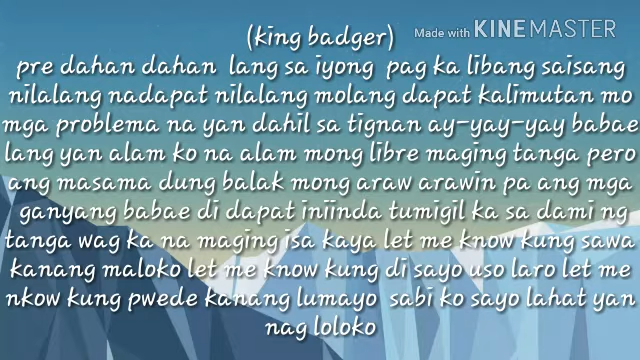 (king badger)
Made with KINEMASTER
pre dahan dahan lang sa iyong pag ka libang saisang
nilalang nadapat nilalang molang dapat kalimutan mo
mga problema na yan dahil sa tignan ay-yay-yay babae
lang yan alam ko na alam mong libre maging tanga pero
ang masama dung balak mong araw arawin pa ang mga
ganyang babae di dapat iniinda tumigil ka sa dami ng
tanga wag ka na maging isa kaya let me know kung sawa
kanang maloko let me know kung di sayo uso laro let me
nkow kung pwede kanang lumayo sabi ko sayo lahat yan
nag loloko